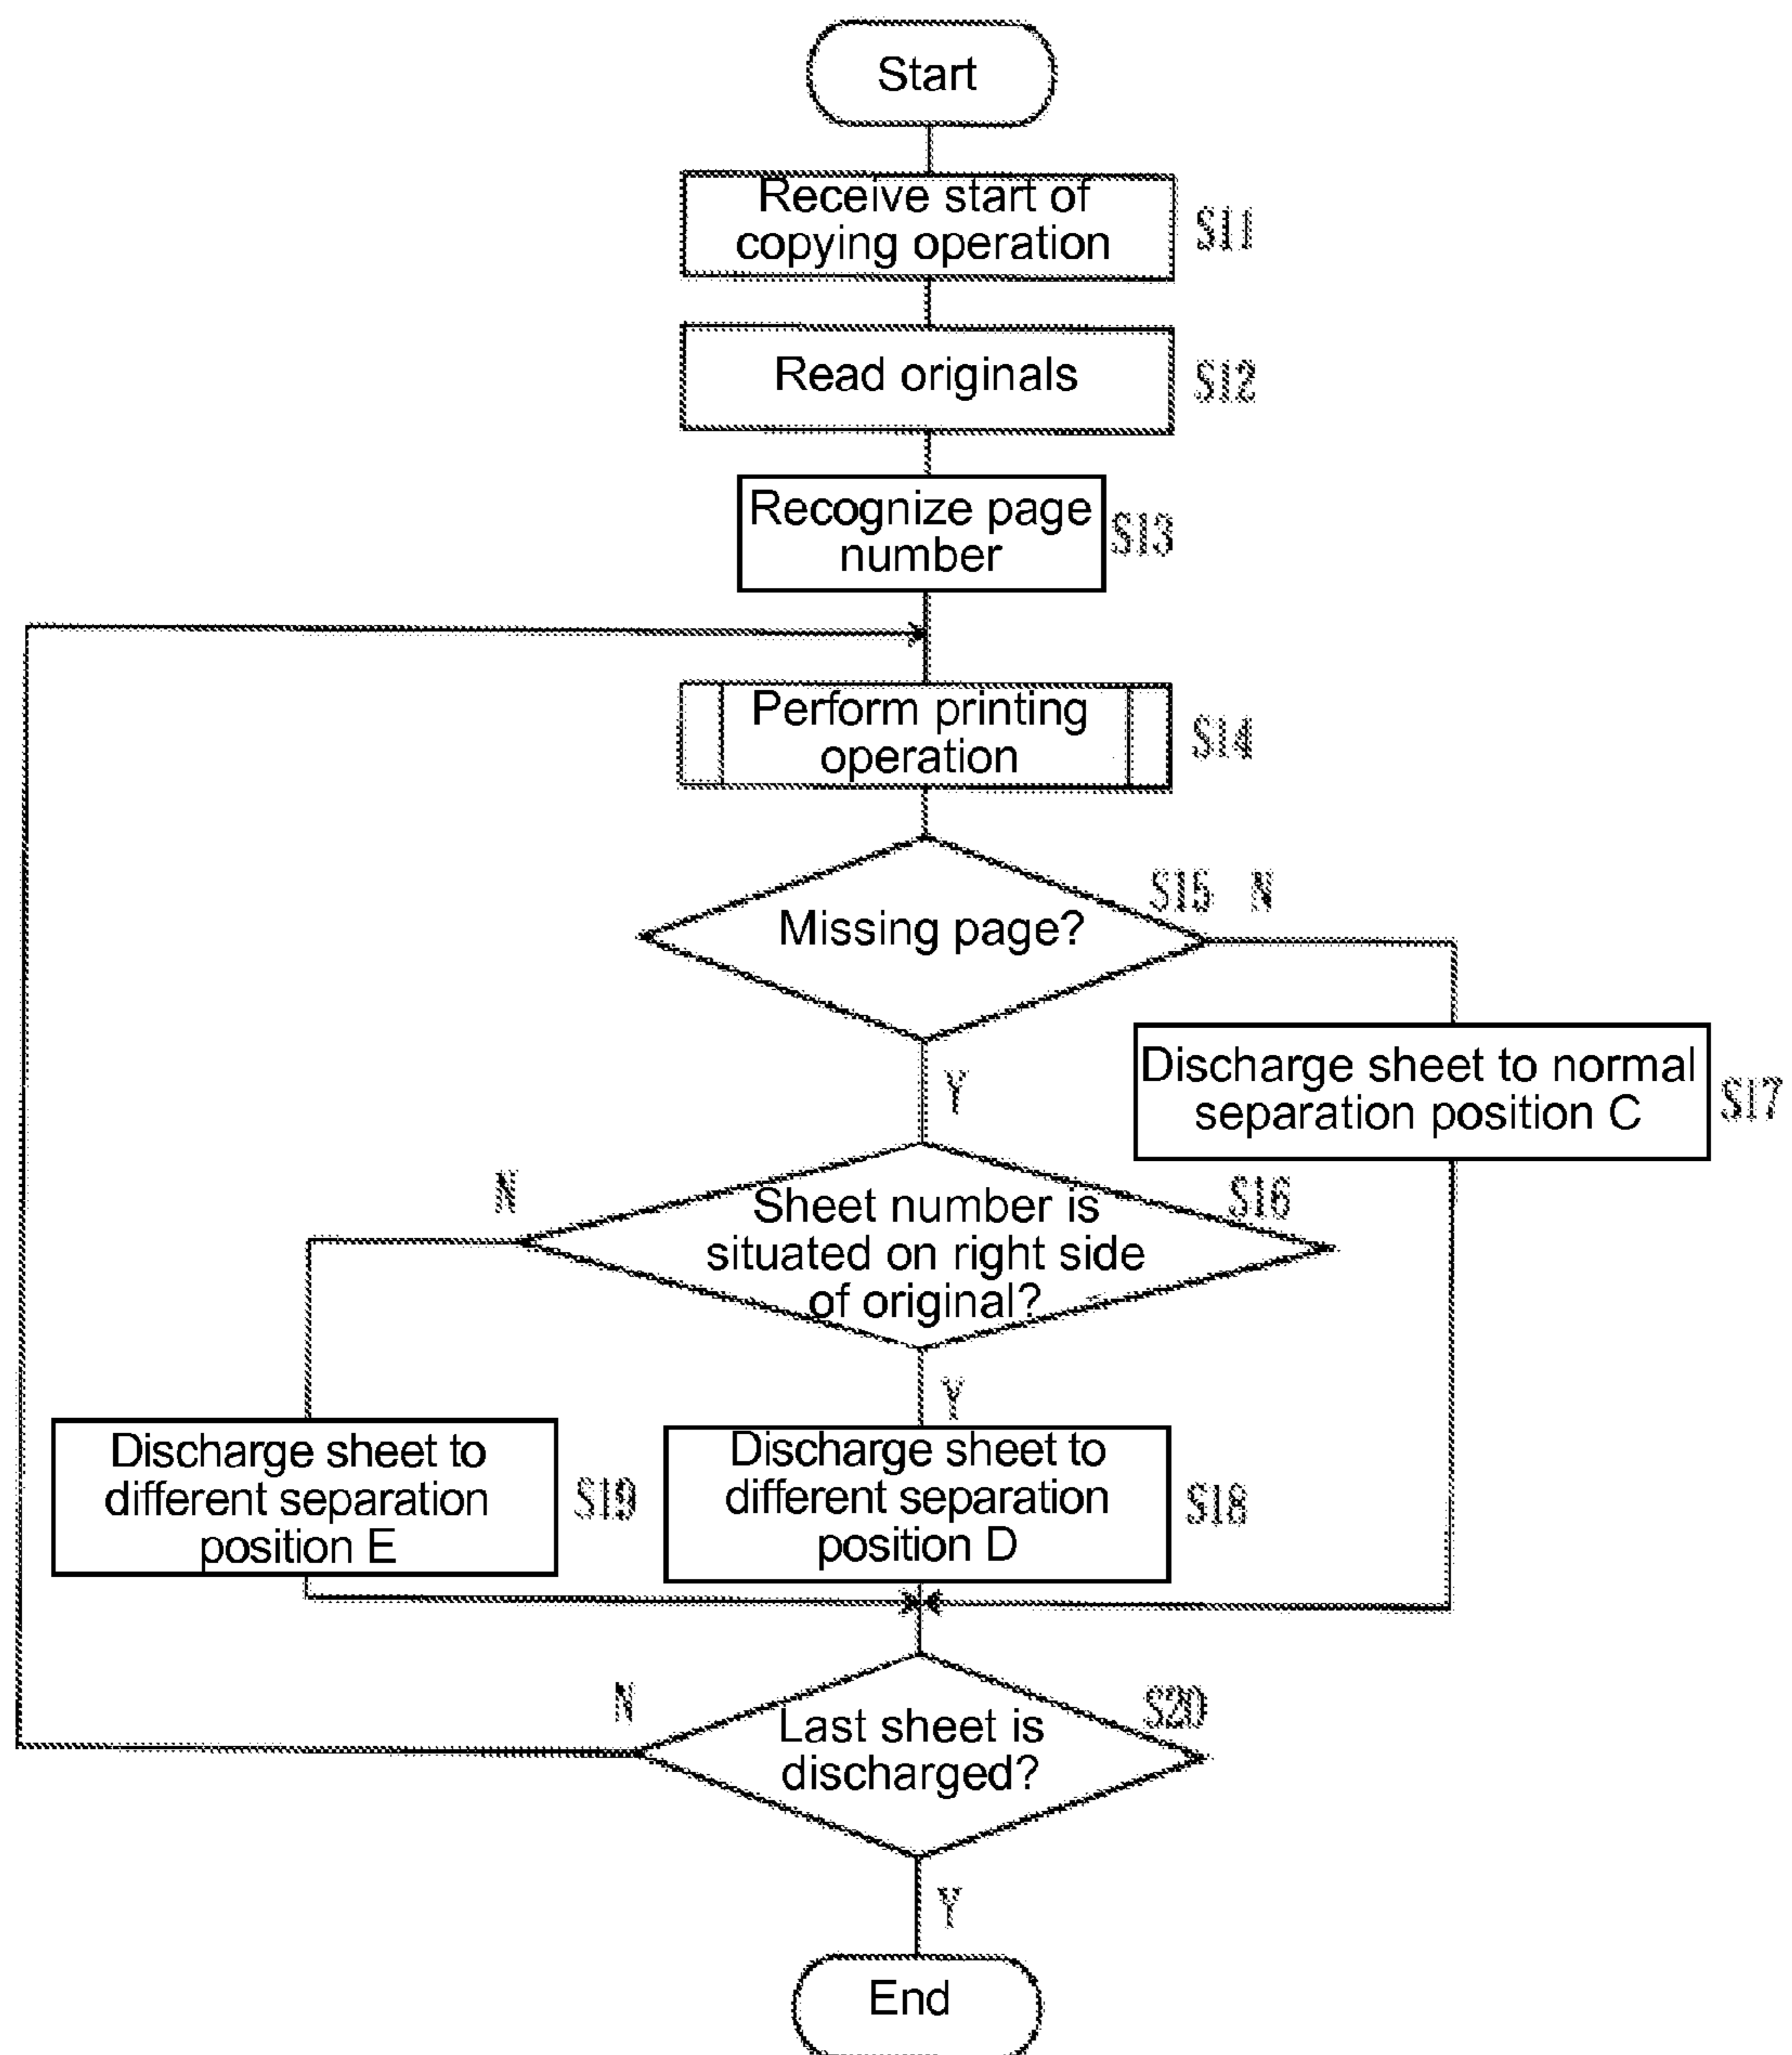 Start
Receive start of
copying operation
S11
Read originals
S12
Recognize page
number
S13
Perform printing
operation
S14
Missing page?
S15
N
Y
Discharge sheet to normal
separation position C
S17
Sheet number is
situated on right side
of original?
S16
N
Y
Discharge sheet to
different separation
position E
S19
Discharge sheet to
different separation
position D
S18
Last sheet is
discharged?
S20
N
Y
End